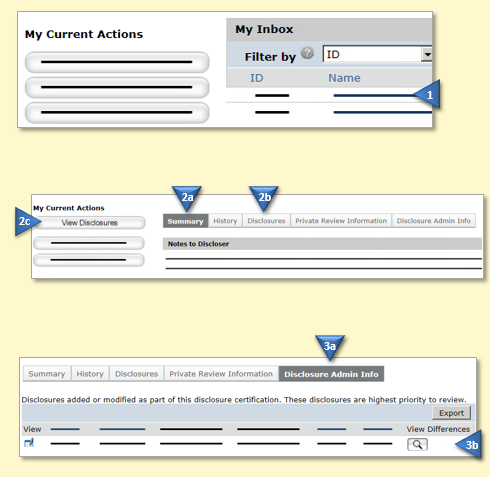 My Current Actions
My Inbox
Filter by ? ID
ID Name
1
2a 2b
My Current Actions
2c View Disclosures
Summary History Disclosures Private Review Information Disclosure Admin Info
Notes to Discloser
3a
Summary History Disclosures Private Review Information Disclosure Admin Info
Disclosures added or modified as part of this disclosure certification. These disclosures are highest priority to review.
Export
View View Differences
3b